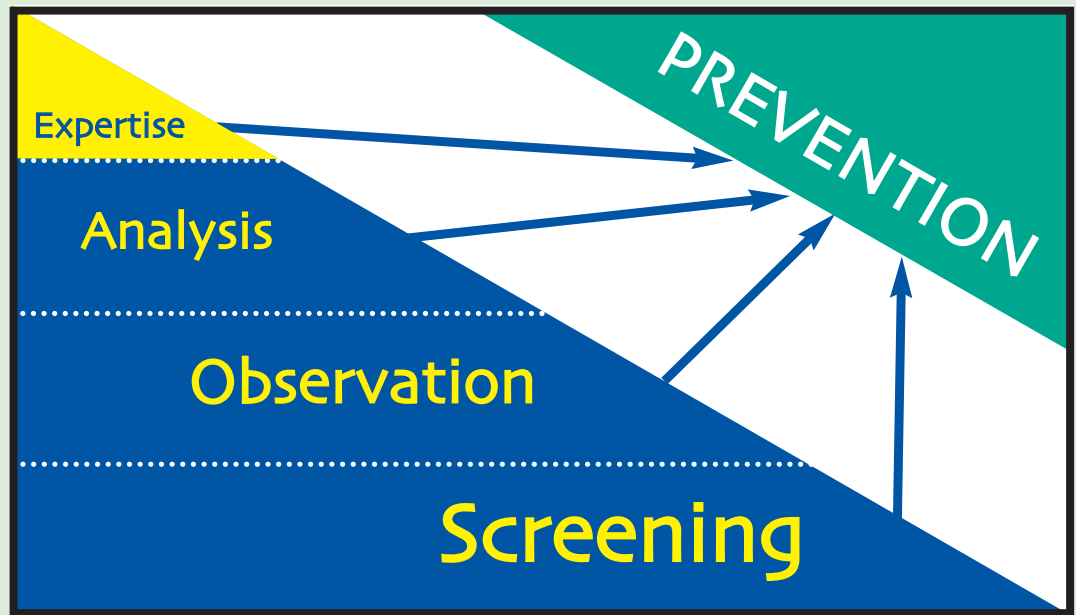 PREVENTION
Expertise
Analysis
Observation
Screening